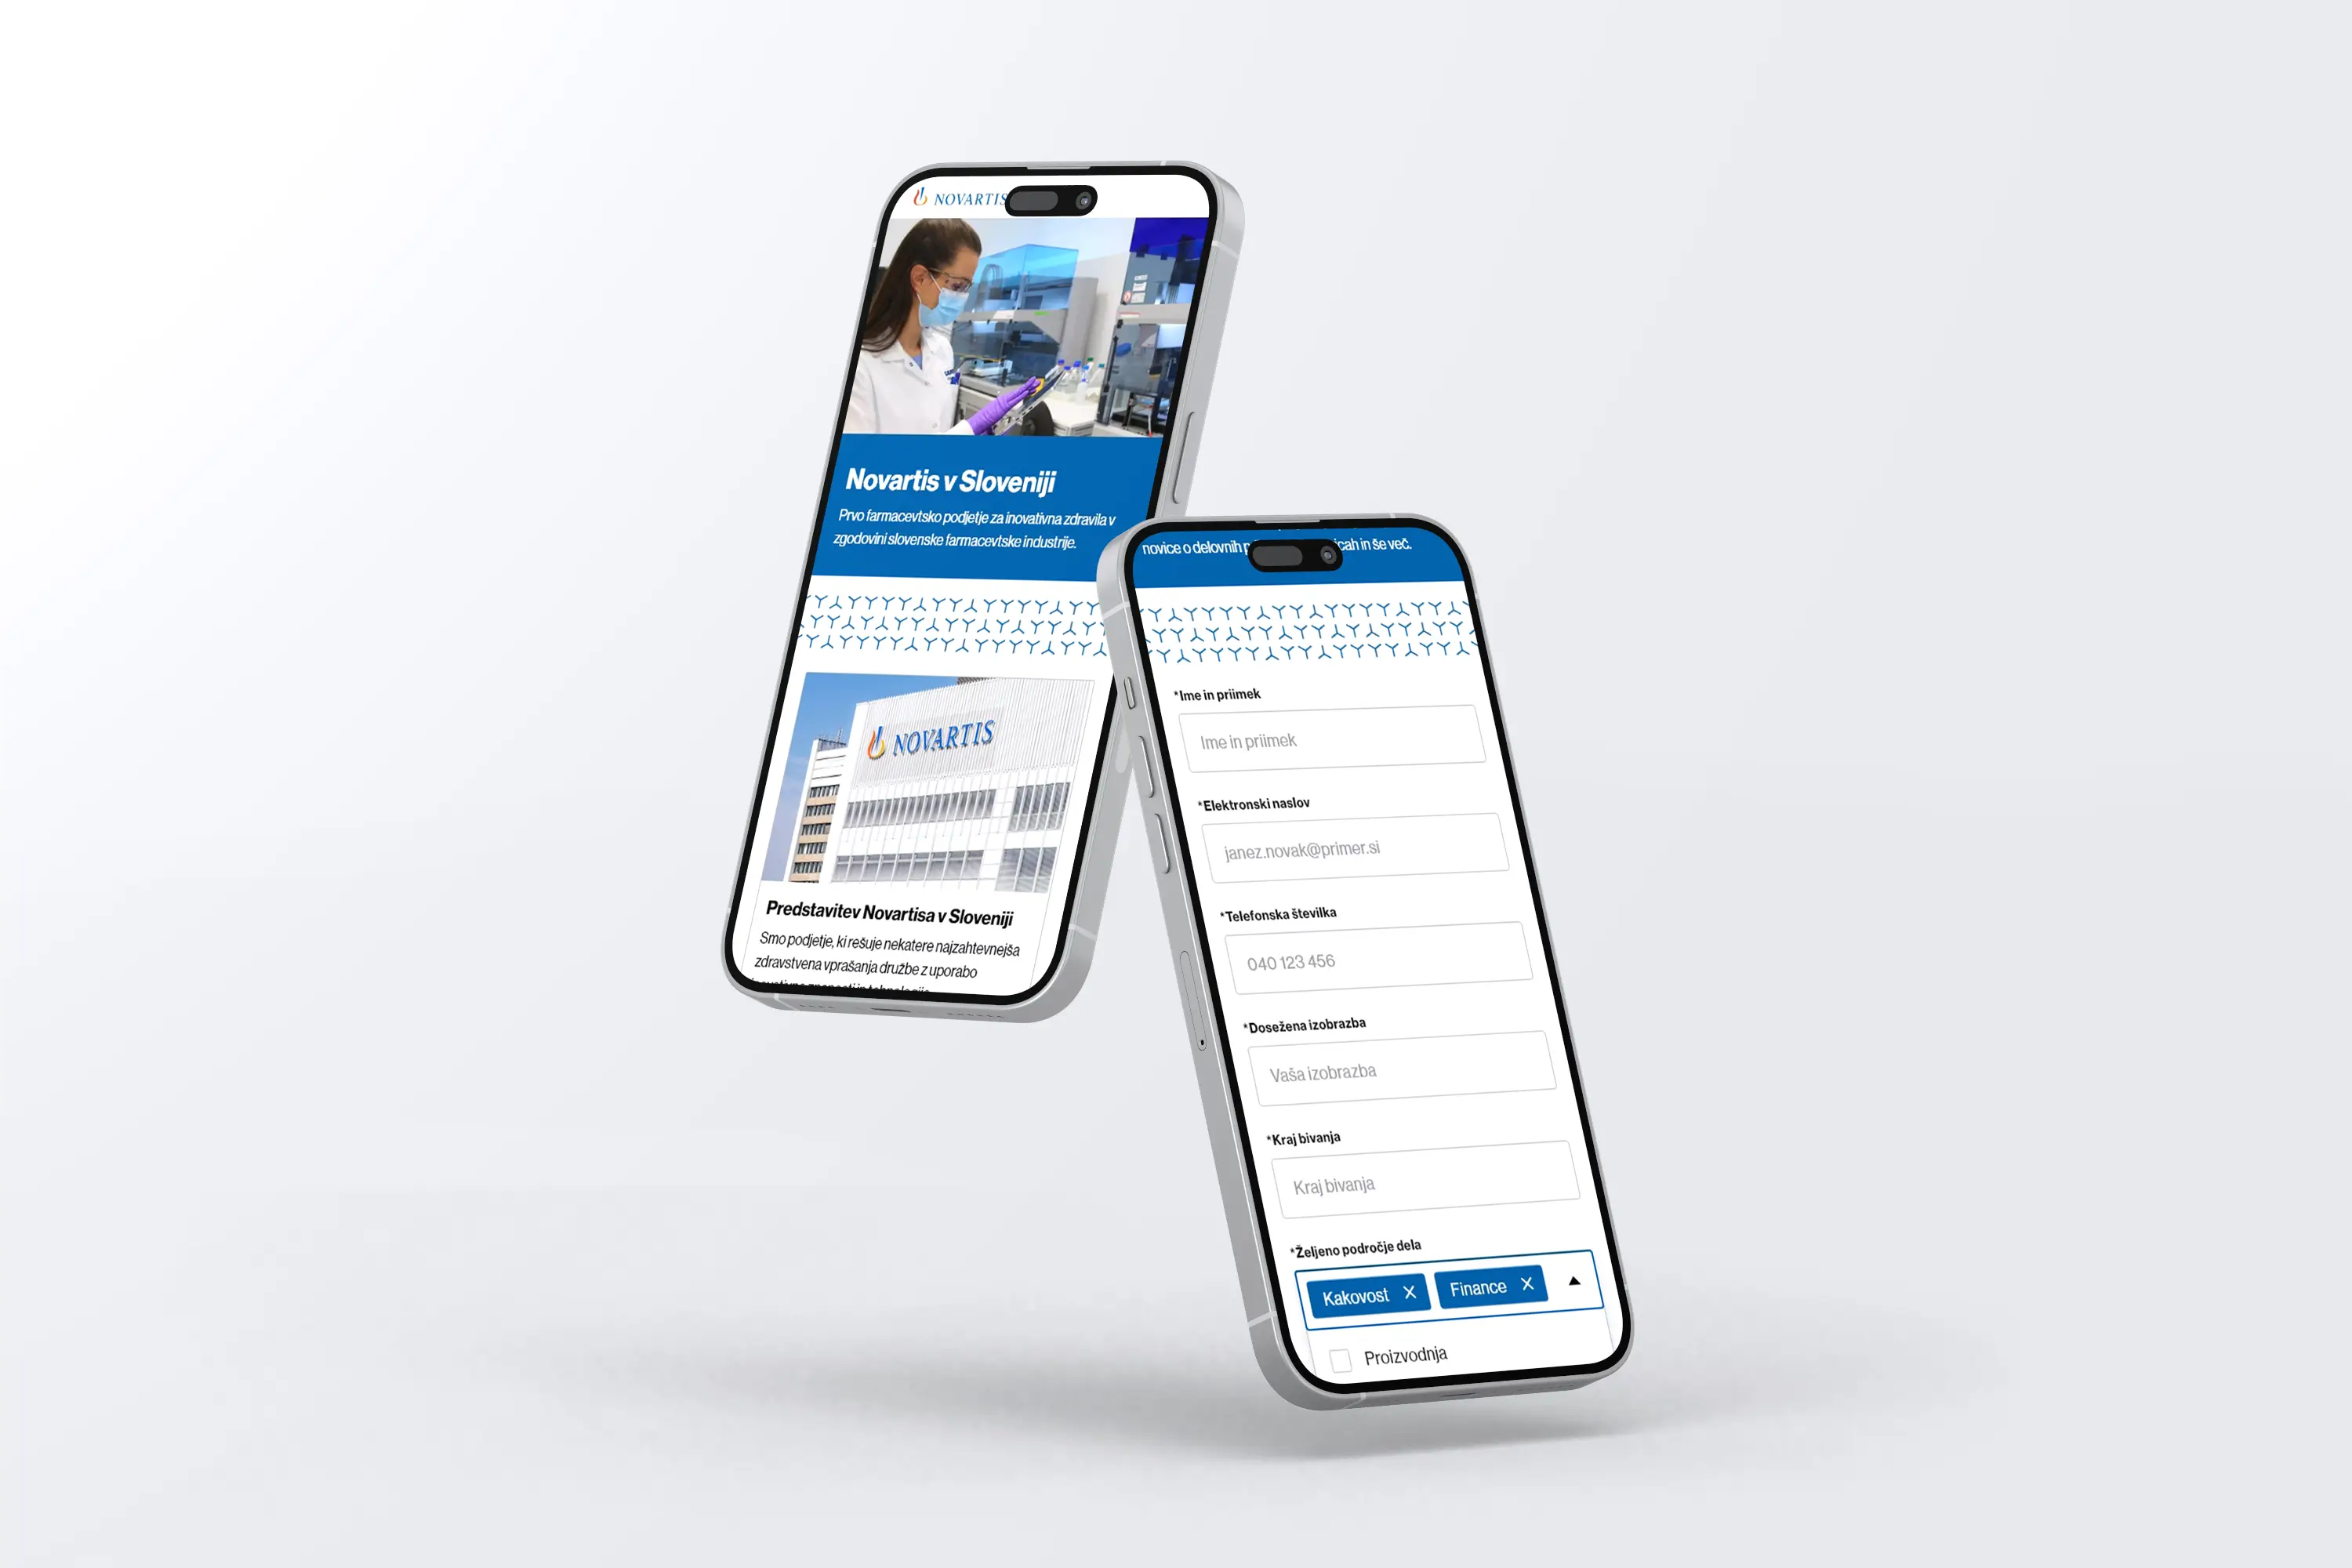 NOVARTIS
Novartis v Sloveniji
Prvo farmacevtsko podjetje za inovativna zdravila v
zgodovini slovenske farmacevtske industrije.
NOVARTIS
Predstavitev Novartisa v Sloveniji
Smo podjetje, ki rešuje nekatere najzahtevnejša
zdravstvena vprašanja družbe z uporabo
novice o delovnih
in še več.
*Ime in priimek
Ime in priimek
*Elektronski naslov
janez.novak@primer.si
*Telefonska številka
040 123 456
*Dosežena izobrazba
Vaša izobrazba
*Kraj bivanja
Kraj bivanja
*Željeno področje dela
Kakovost X
Finance X
Proizvodnja